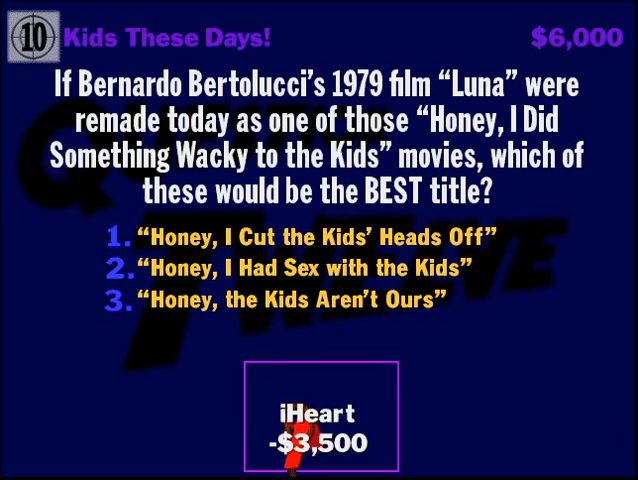 10 Kids These Days! $6,000
If Bernardo Bertolucci's 1979 film "Luna" were
remade today as one of those "Honey, I Did
Something Wacky to the Kids" movies, which of
these would be the BEST title?
1. "Honey, I Cut the Kids' Heads Off"
2. "Honey, I Had Sex with the Kids"
3. "Honey, the Kids Aren't Ours"
iHeart
-$3,500